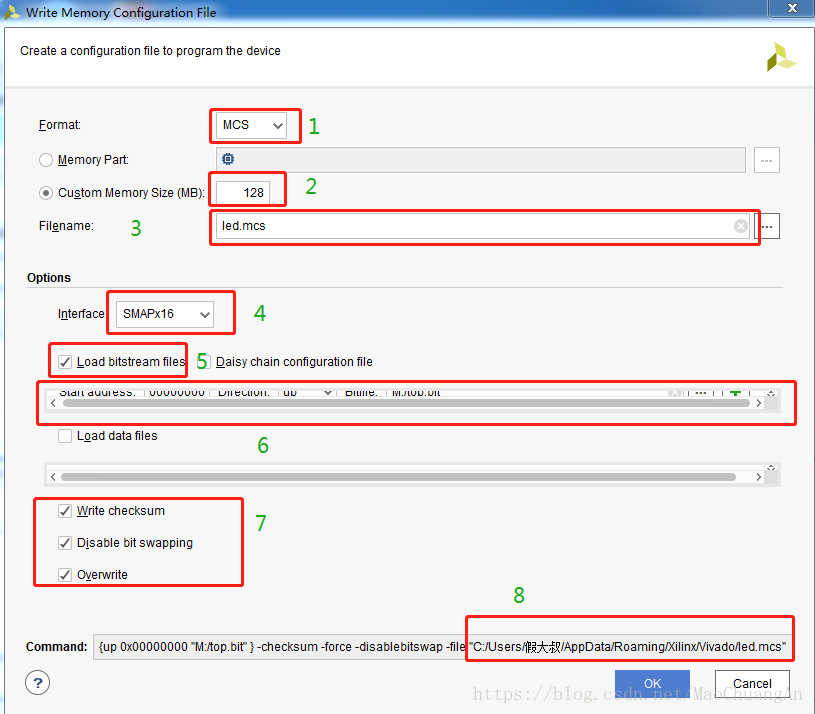 Write Memory Configuration File
Create a configuration file to program the device
Format: MCS 1
Memory Part: ...
Custom Memory Size (MB): 128 2
Filename: 3 led.mcs ...
Options
Interface SMAPx16 4
Load bitstream files 5 Daisy chain configuration file
Start address: 00000000 Direction: up Bitfile: M:/top.bit ...
Load data files
6
Write checksum
7
Disable bit swapping
Overwrite
8
Command: {up 0x00000000 "M:/top.bit" } -checksum -force -disablebitswap -file "C:/Users/假大叔/AppData/Roaming/Xilinx/Vivado/led.mcs"
? OK Cancel
https://blog.csdn.net/MaoChuangAn